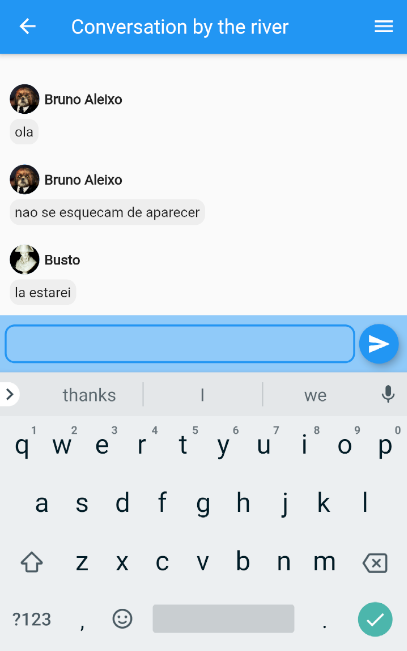 Conversation by the river
Bruno Aleixo
ola
Bruno Aleixo
nao se esquecam de aparecer
Busto
la estarei
thanks I we
1 2 3 4 5 6 7 8 9 0
q w e r t y u i o p
a s d f g h j k l
z x c v b n m
?123 , .